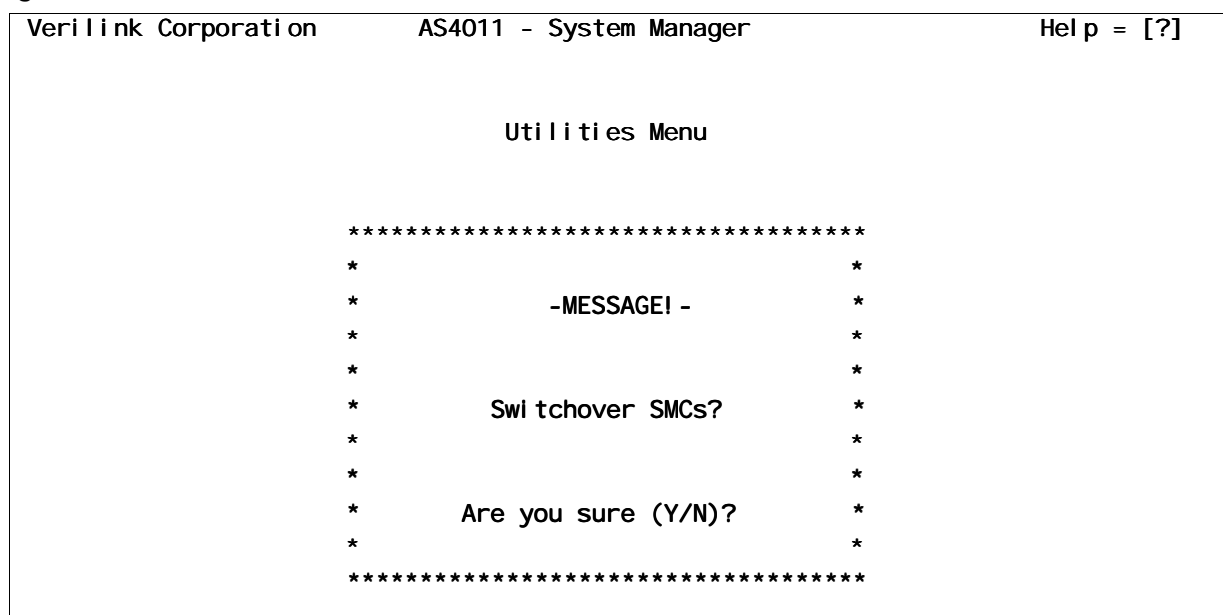 Verilink Corporation AS4011 - System Manager Help = [?]
Utilities Menu
************************************
* *
* -MESSAGE!- *
* *
* *
* Switchover SMCs? *
* *
* *
* Are you sure (Y/N)? *
* *
************************************